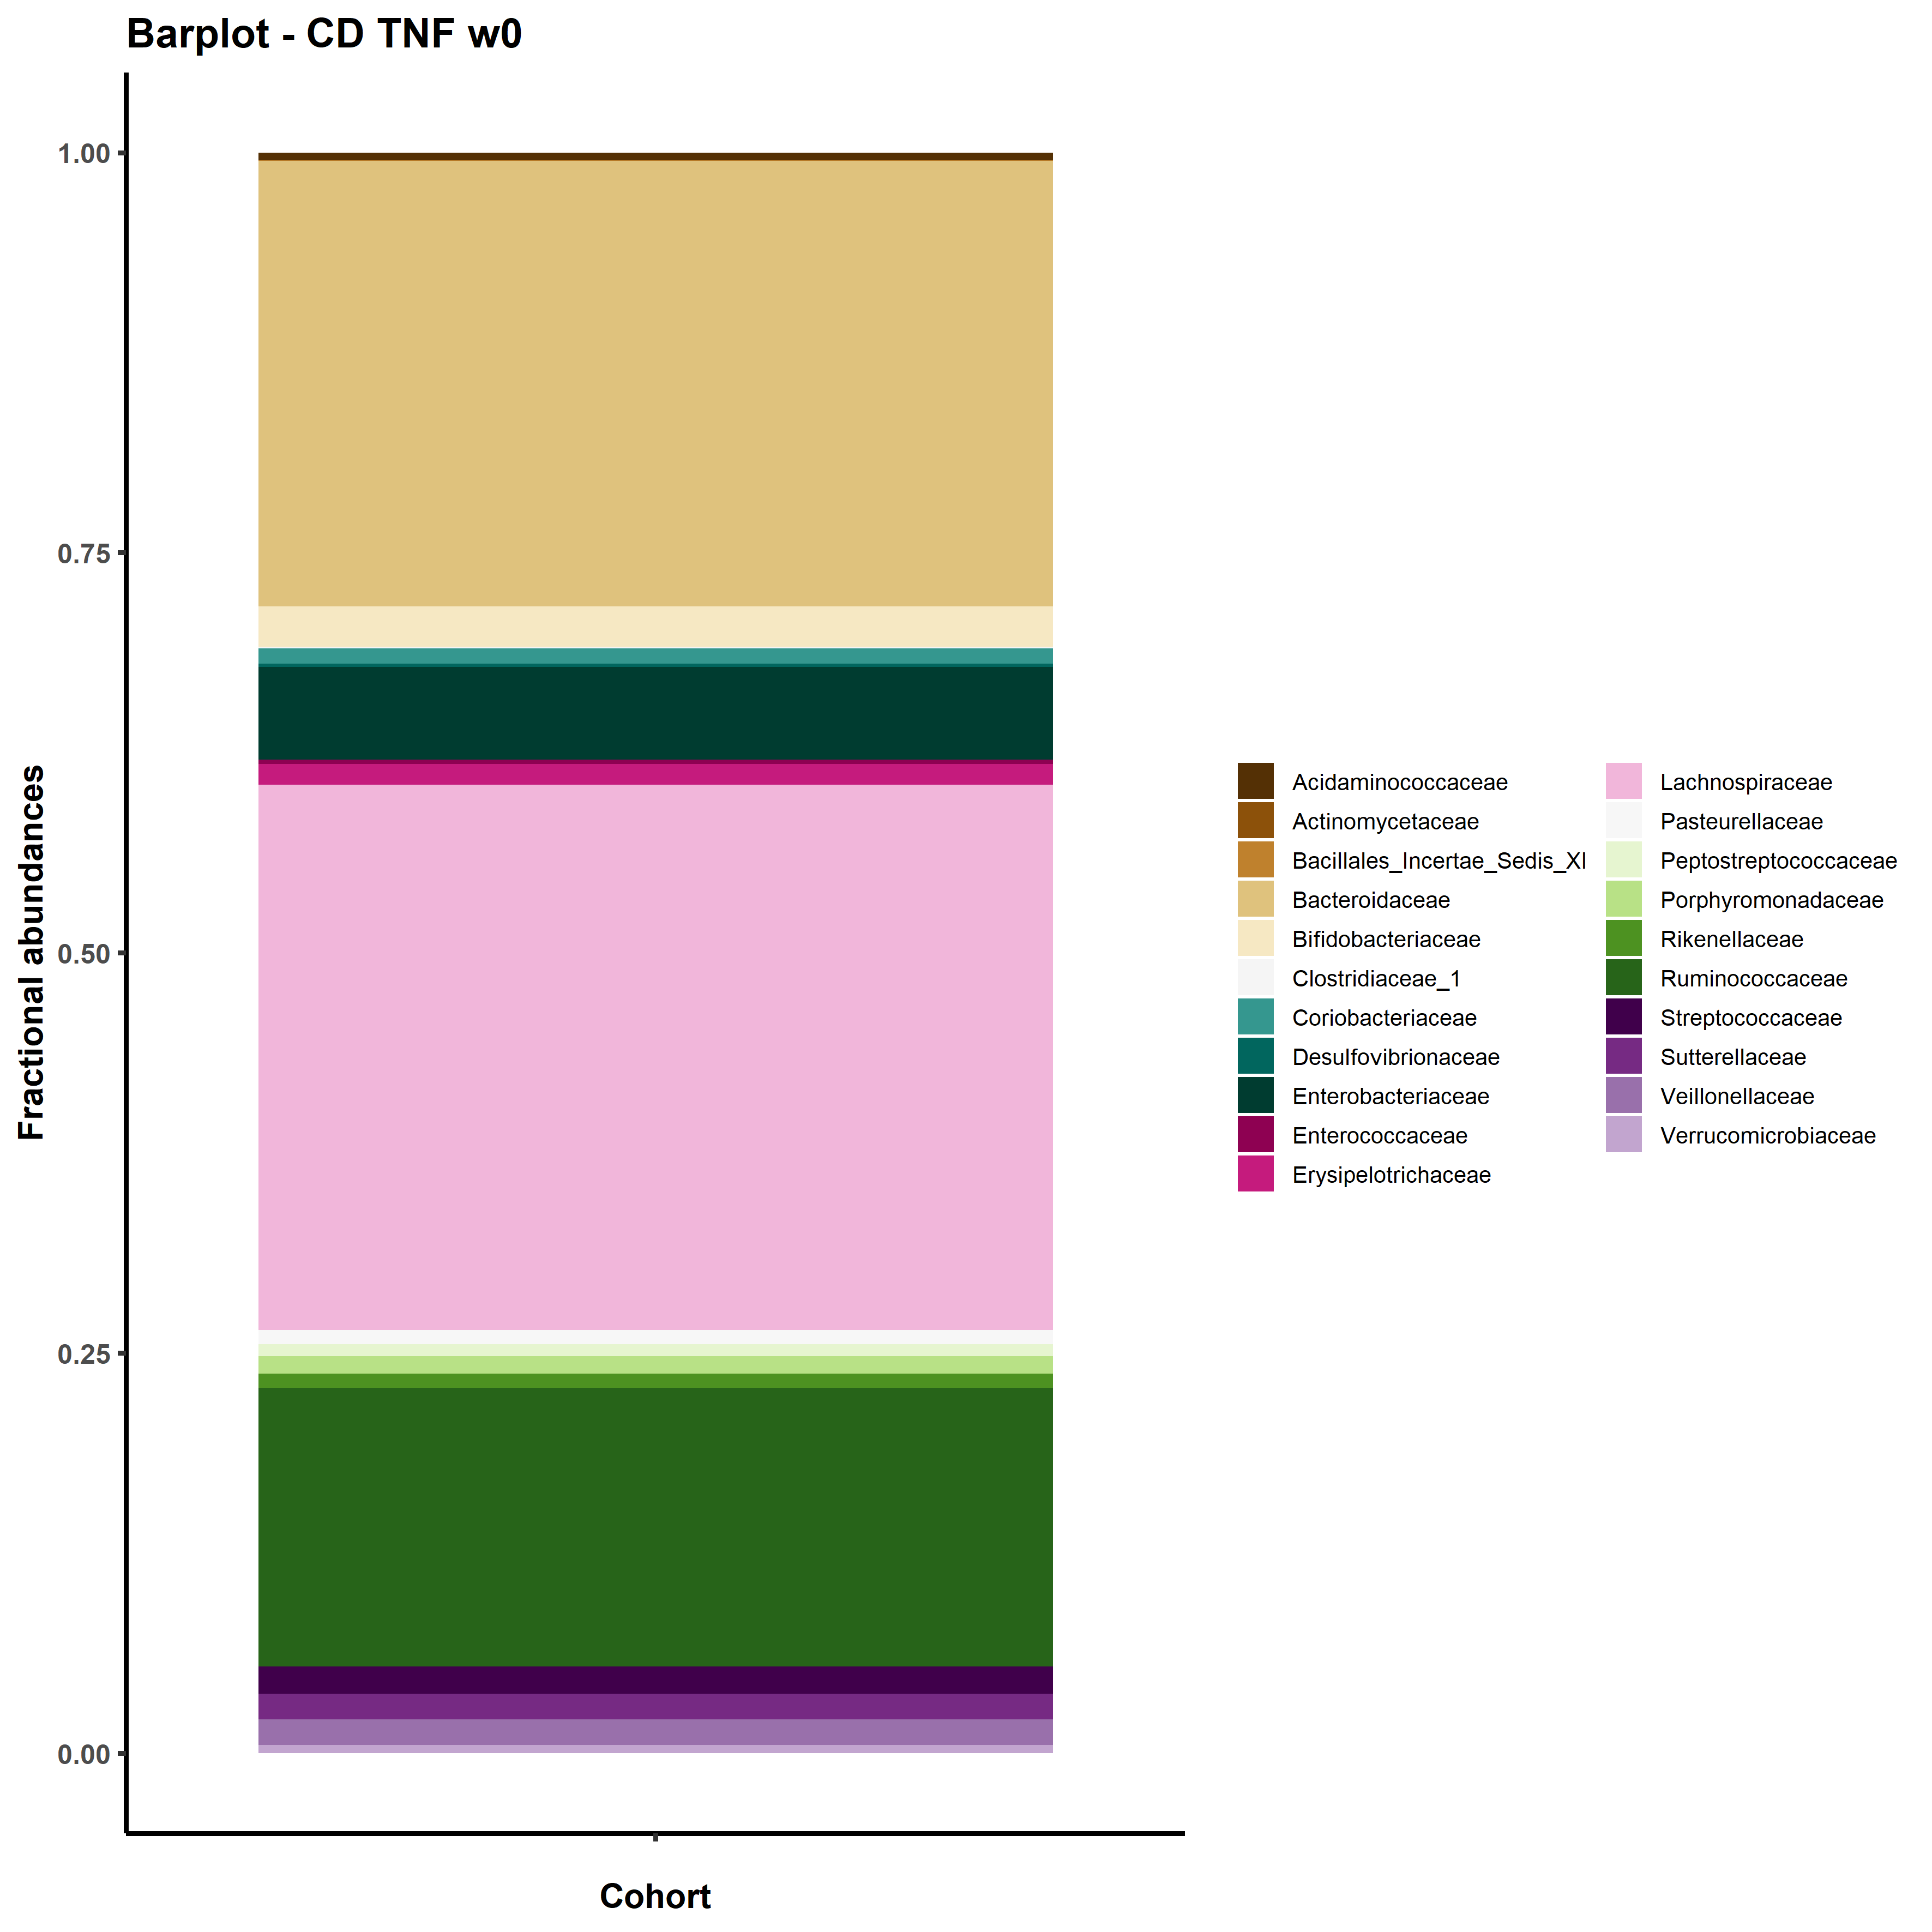 Barplot - CD TNF w0
Fractional abundances
1.00
0.75
0.50
0.25
0.00
Cohort
Acidaminococcaceae
Actinomycetaceae
Bacillales_Incertae_Sedis_XI
Bacteroidaceae
Bifidobacteriaceae
Clostridiaceae_1
Coriobacteriaceae
Desulfovibrionaceae
Enterobacteriaceae
Enterococcaceae
Erysipelotrichaceae
Lachnospiraceae
Pasteurellaceae
Peptostreptococcaceae
Porphyromonadaceae
Rikenellaceae
Ruminococcaceae
Streptococcaceae
Sutterellaceae
Veillonellaceae
Verrucomicrobiaceae